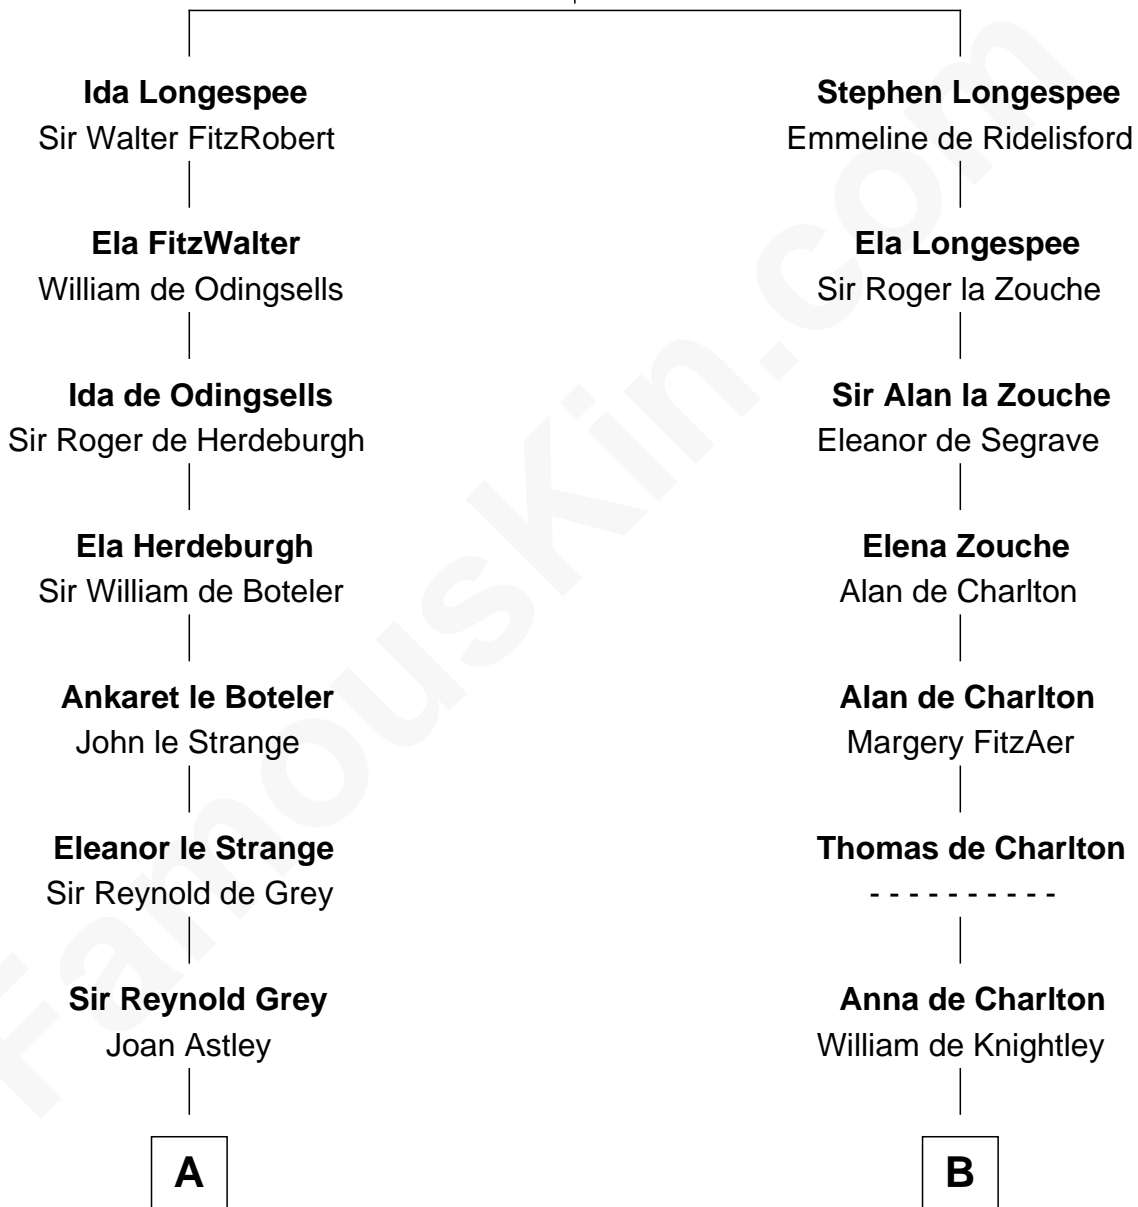 Ida Longespee
Sir Walter FitzRobert
Ela FitzWalter
William de Odingsells
Ida de Odingsells
Sir Roger de Herdeburgh
Ela Herdeburgh
Sir William de Boteler
Ankaret le Boteler
John le Strange
Eleanor le Strange
Sir Reynold de Grey
Sir Reynold Grey
Joan Astley
A
Stephen Longespee
Emmeline de Ridelisford
Ela Longespee
Sir Roger la Zouche
Sir Alan la Zouche
Eleanor de Segrave
Elena Zouche
Alan de Charlton
Alan de Charlton
Margery FitzAer
Thomas de Charlton
- - - - - - - - - -
Anna de Charlton
William de Knightley
B
FamousKin.com